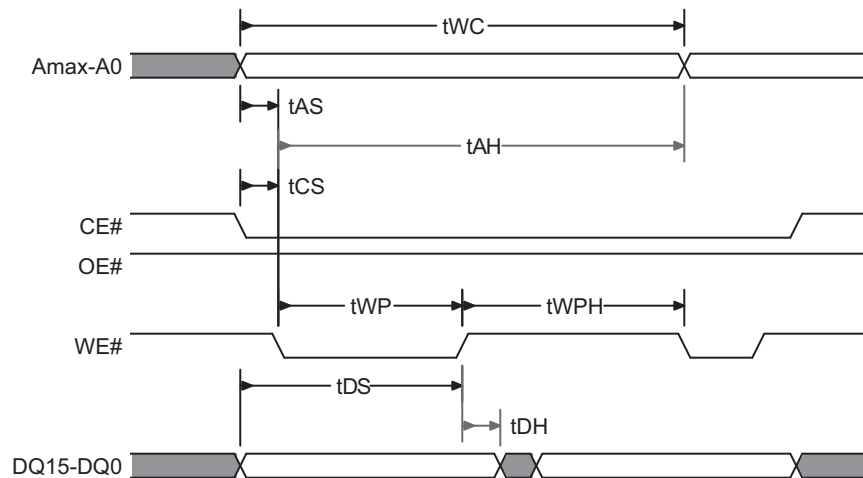 tWC
Amax-A0
tAS
tAH
tCS
CE#
OE#
tWP
tWPH
WE#
tDS
tDH
DQ15-DQ0